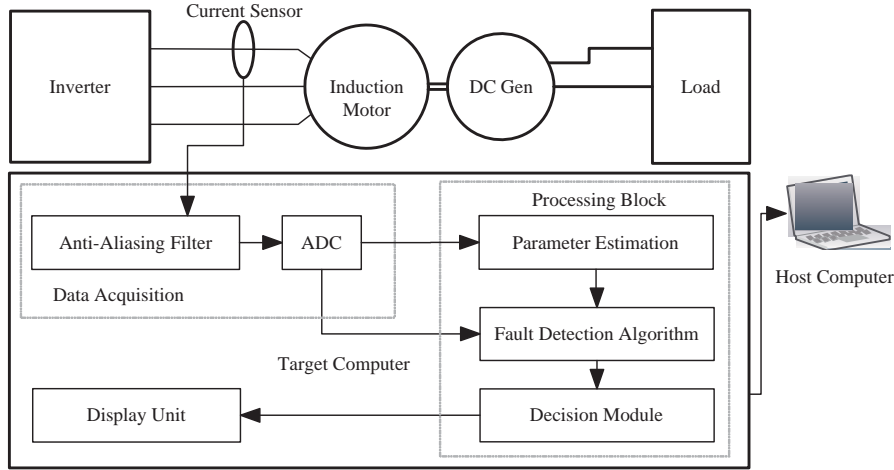 Current Sensor
Inverter
Induction
Motor
DC Gen
Load
Processing Block
Anti-Aliasing Filter
ADC
Parameter Estimation
Data Acquisition
Host Computer
Fault Detection Algorithm
Target Computer
Display Unit
Decision Module